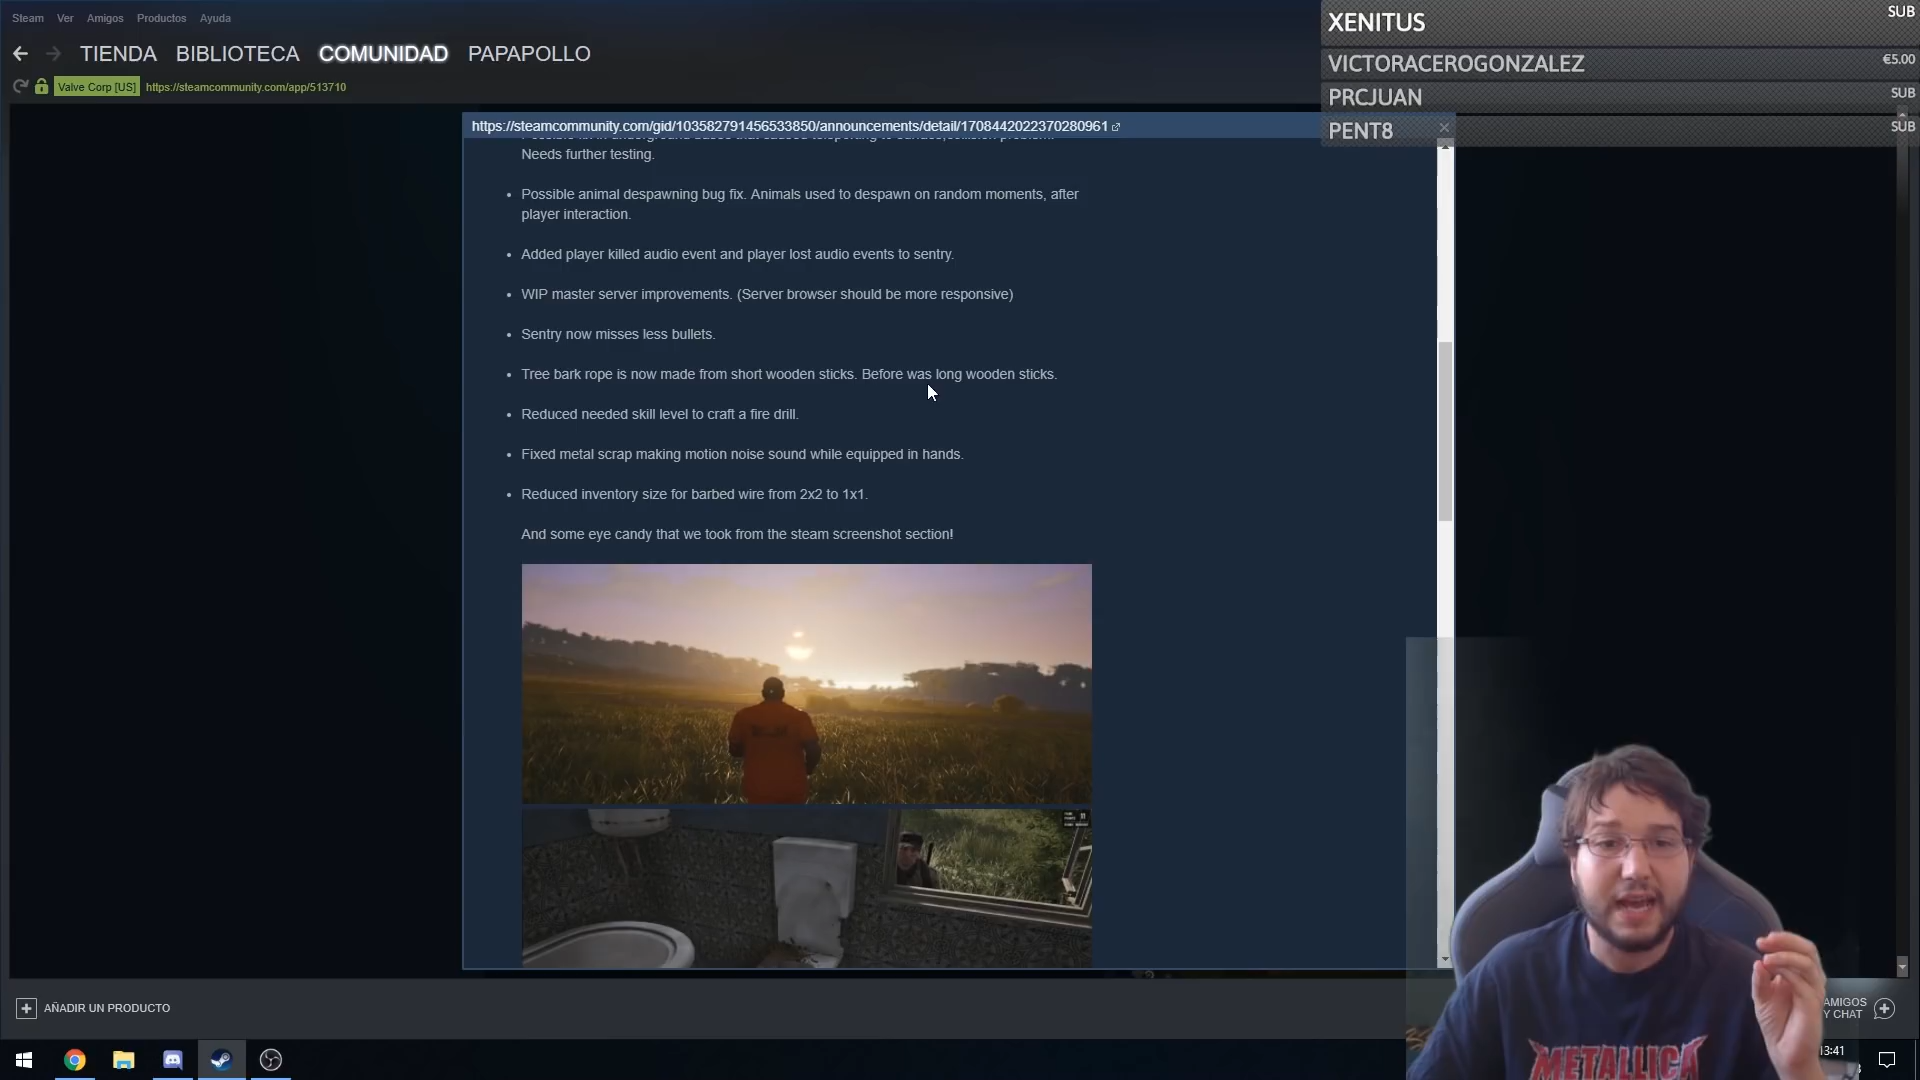 Steam Ver Amigos Productos Ayuda
TIENDA BIBLIOTECA COMUNIDAD PAPAPOLLO
Valve Corp [US] https://steamcommunity.com/app/513710
XENITUS SUB
VICTORACEROGONZALEZ €5.00
PRCJUAN SUB
PENT8 SUB
https://steamcommunity.com/gid/103582791456533850/announcements/detail/1708442022370280961
Needs further testing.
• Possible animal despawning bug fix. Animals used to despawn on random moments, after
player interaction.
• Added player killed audio event and player lost audio events to sentry.
• WIP master server improvements. (Server browser should be more responsive)
• Sentry now misses less bullets.
• Tree bark rope is now made from short wooden sticks. Before was long wooden sticks.
• Reduced needed skill level to craft a fire drill.
• Fixed metal scrap making motion noise sound while equipped in hands.
• Reduced inventory size for barbed wire from 2x2 to 1x1.
And some eye candy that we took from the steam screenshot section!
AÑADIR UN PRODUCTO
AMIGOS
Y CHAT
METALLICA
13:41